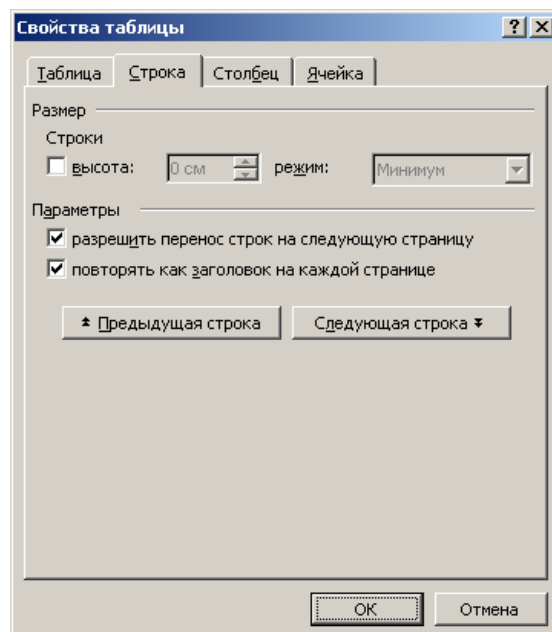 Свойства таблицы
Таблица Строка Столбец Ячейка
Размер
Строки
высота: 0 см режим: Минимум
Параметры
разрешить перенос строк на следующую страницу
повторять как заголовок на каждой странице
Предыдущая строка Следующая строка
ОК Отмена